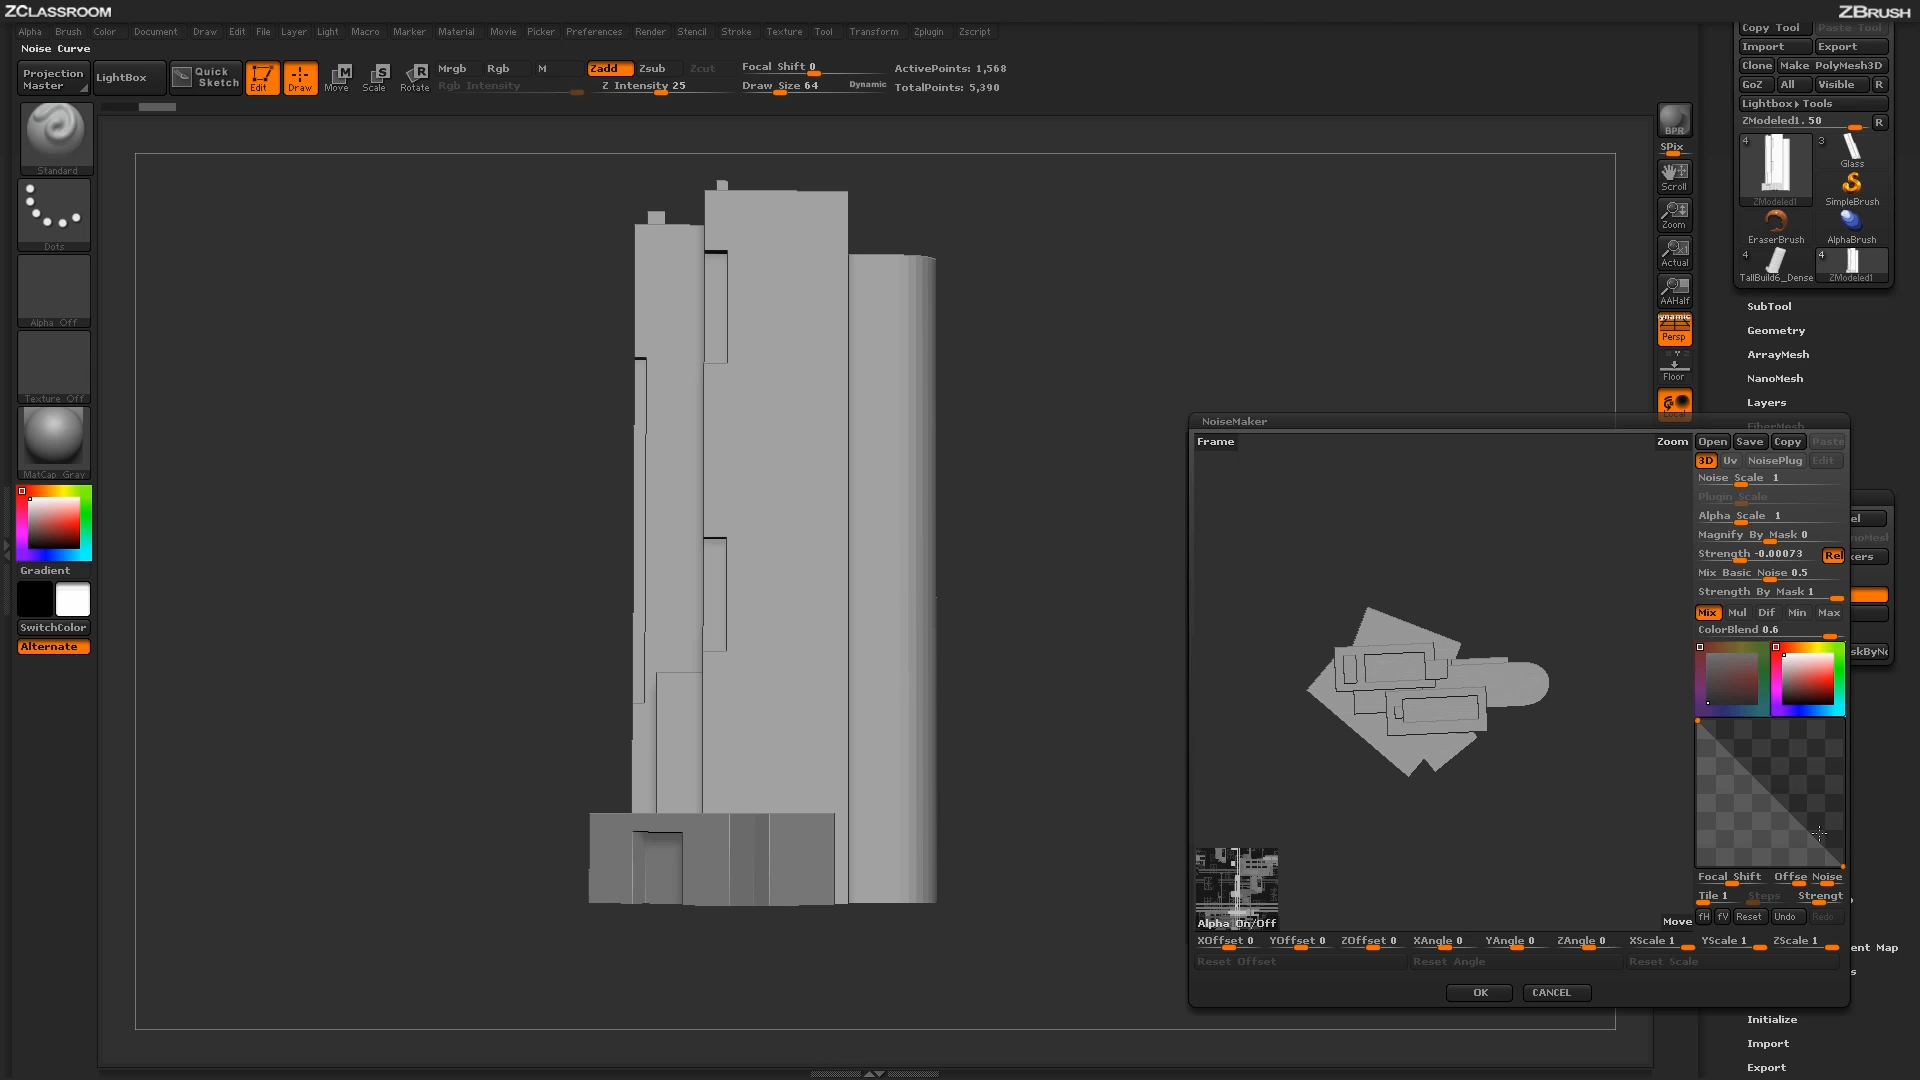 ZCLASSROOM
ZBRUSH
Alpha Brush Color Document Draw Edit File Layer Light Macro Marker Material Movie Picker Preferences Render Stencil Stroke Texture Tool Transform Zplugin Zscript
Noise Curve
Projection Master
LightBox
Quick Sketch
Edit
Draw
Move
Scale
Rotate
Mrgb Rgb M
Rgb Intensity
Zadd Zsub Zcut
Z Intensity 25
Focal Shift 0
Draw Size 64
Dynamic
ActivePoints: 1,568
TotalPoints: 5,390
Standard
Dots
Alpha Off
Texture Off
MatCap Gray
Gradient
SwitchColor
Alternate
BPR
SPix
Scroll
Zoom
Actual
AAHalf
Persp
Floor
Copy Tool Paste Tool
Import Export
Clone Make PolyMesh3D
GoZ All Visible R
Lightbox▸Tools
ZModeled1. 50 R
4
ZModeled1
3
Glass
SimpleBrush
EraserBrush
AlphaBrush
4
TallBuild6_Dense
4
ZModeled1
SubTool
Geometry
ArrayMesh
NanoMesh
Layers
FiberMesh
NoiseMaker
Frame
Zoom
Open Save Copy Paste
3D Uv NoisePlug Edit
Noise Scale 1
Plugin Scale
Alpha Scale 1
Magnify By Mask 0
Strength -0.00073 Rel
Mix Basic Noise 0.5
Strength By Mask 1
Mix Mul Dif Min Max
ColorBlend 0.6
Focal Shift Offse Noise
Tile 1 Steps Strengt
Alpha On/Off
Move
fH fV Reset Undo Redo
XOffset 0 YOffset 0 ZOffset 0 XAngle 0 YAngle 0 ZAngle 0 XScale 1 YScale 1 ZScale 1
Reset Offset Reset Angle Reset Scale
OK CANCEL
ent Map
Initialize
Import
Export